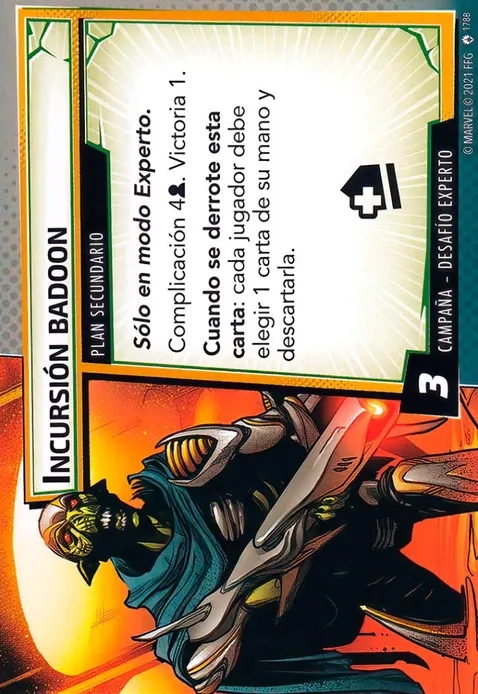 INCURSIÓN BADOON
PLAN SECUNDARIO
Sólo en modo Experto.
Complicación 4. Victoria 1.
Cuando se derrote esta
carta: cada jugador debe
elegir 1 carta de su mano y
descartarla.
3
CAMPAÑA - DESAFÍO EXPERTO
© MARVEL © 2021 FFG 178B